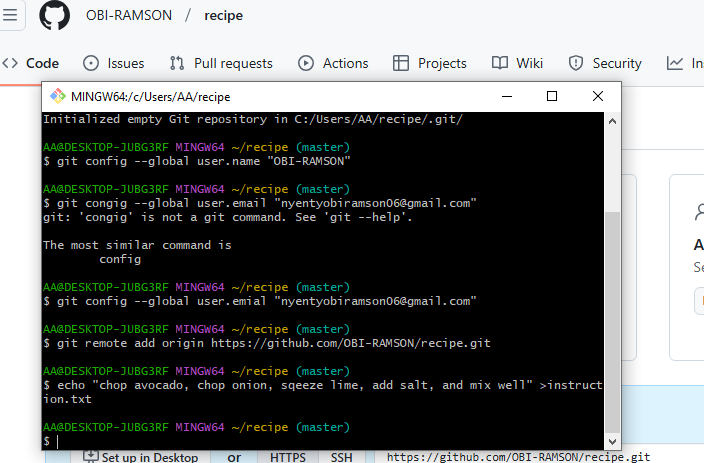 OBI-RAMSON / recipe
<> Code Issues Pull requests Actions Projects Wiki Security In
MINGW64:/c/Users/AA/recipe
Initialized empty Git repository in C:/Users/AA/recipe/.git/
AA@DESKTOP-JUBG3RF MINGW64 ~/recipe (master)
$ git config --global user.name "OBI-RAMSON"
AA@DESKTOP-JUBG3RF MINGW64 ~/recipe (master)
$ git congig --global user.email "nyentyobiramson06@gmail.com"
git: 'congig' is not a git command. See 'git --help'.
The most similar command is
config
AA@DESKTOP-JUBG3RF MINGW64 ~/recipe (master)
$ git config --global user.emial "nyentyobiramson06@gmail.com"
AA@DESKTOP-JUBG3RF MINGW64 ~/recipe (master)
$ git remote add origin https://github.com/OBI-RAMSON/recipe.git
AA@DESKTOP-JUBG3RF MINGW64 ~/recipe (master)
$ echo "chop avocado, chop onion, sqeeze lime, add salt, and mix well" >instruct
ion.txt
AA@DESKTOP-JUBG3RF MINGW64 ~/recipe (master)
$
A
Se
Set up in Desktop or HTTPS SSH https://github.com/OBI-RAMSON/recipe.git